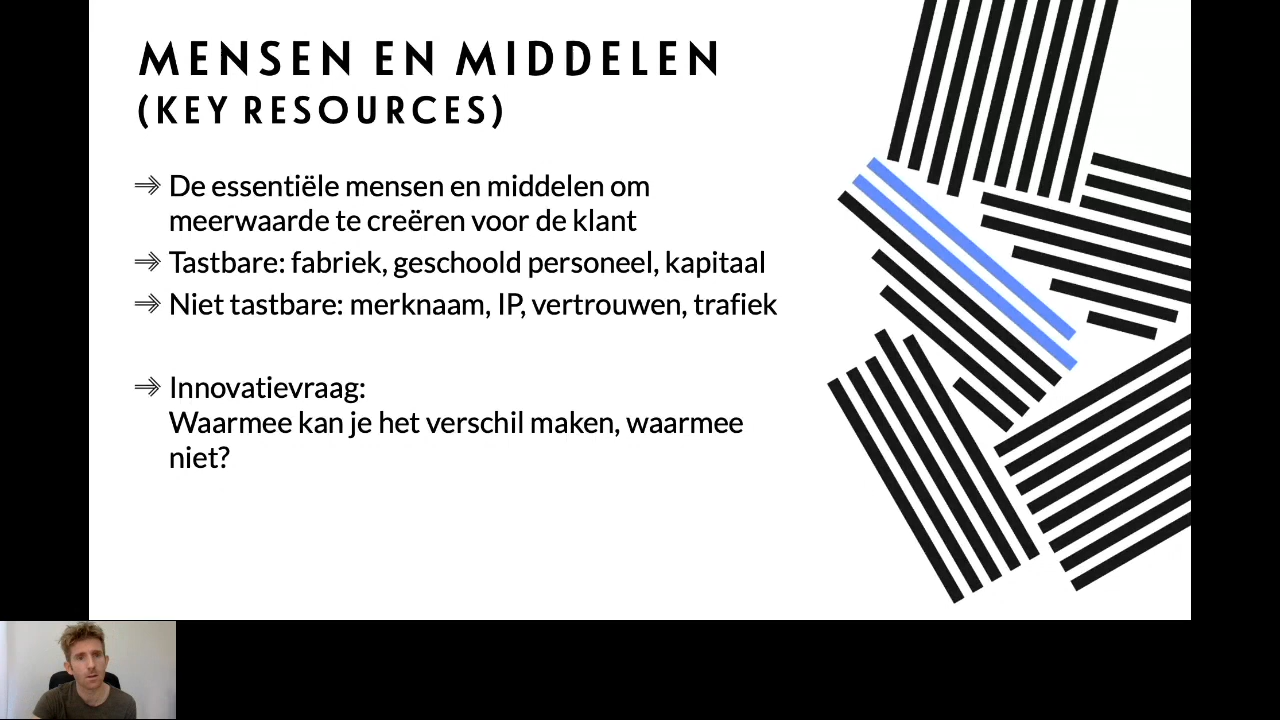 MENSEN EN MIDDELEN
(KEY RESOURCES)
⇒ De essentiële mensen en middelen om
meerwaarde te creëren voor de klant
⇒ Tastbare: fabriek, geschoold personeel, kapitaal
⇒ Niet tastbare: merknaam, IP, vertrouwen, trafiek
⇒ Innovatievraag:
Waarmee kan je het verschil maken, waarmee
niet?